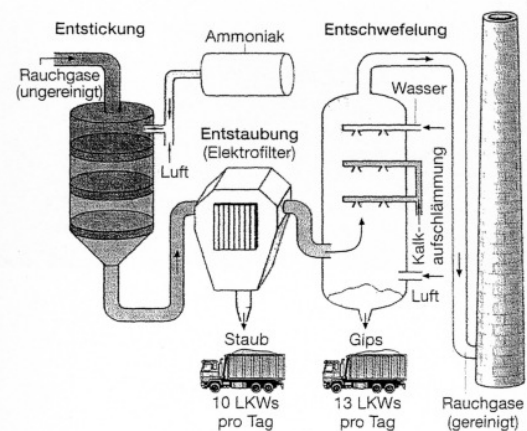 Entstickung
Rauchgase
(ungereinigt)
Ammoniak
Luft
Entstaubung
(Elektrofilter)
Staub
10 LKWs
pro Tag
Entschwefelung
Wasser
Kalk-
aufschlämmung
Luft
Gips
13 LKWs
pro Tag
Rauchgase
(gereinigt)